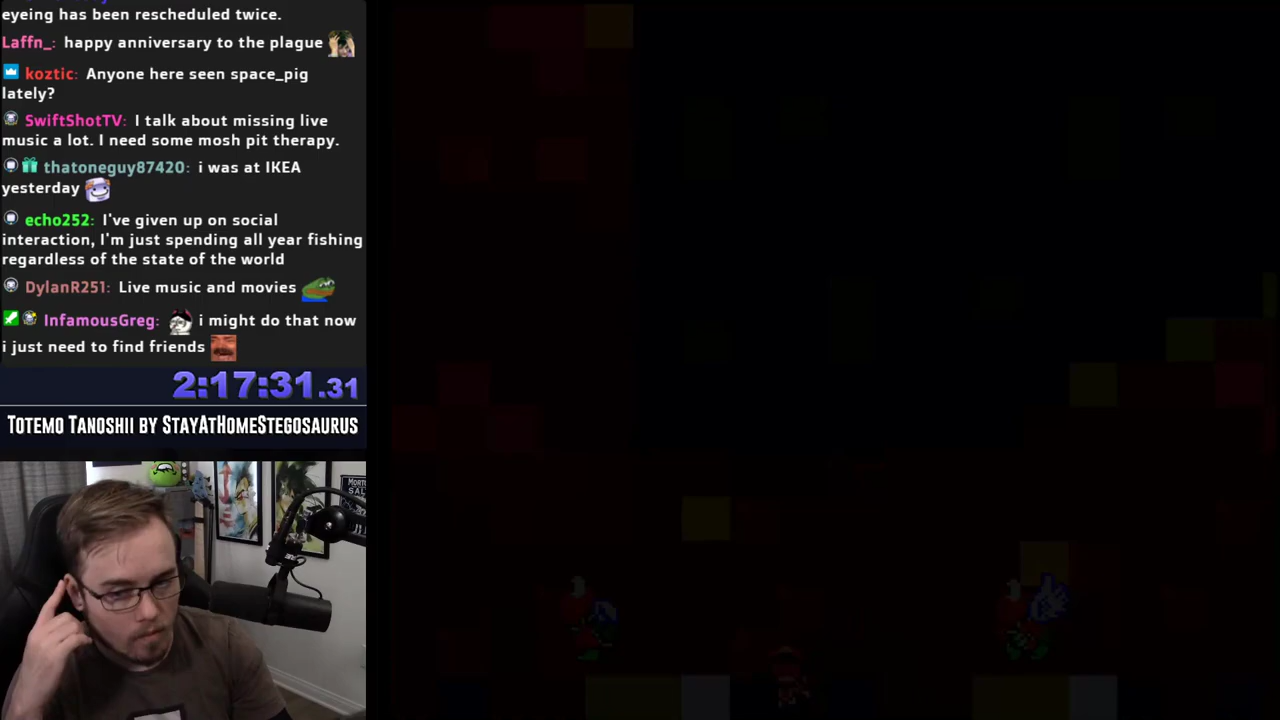 eyeing has been rescheduled twice.
Laffn_: happy anniversary to the plague
koztic: Anyone here seen space_pig
lately?
SwiftShotTV: I talk about missing live
music a lot. I need some mosh pit therapy.
thatoneguy87420: i was at IKEA
yesterday
echo252: I've given up on social
interaction, I'm just spending all year fishing
regardless of the state of the world
DylanR251: Live music and movies
InfamousGreg: i might do that now
i just need to find friends
2:17:31.31
TOTEMO TANOSHII BY STAYATHOMESTEGOSAURUS
MORTON
SAL